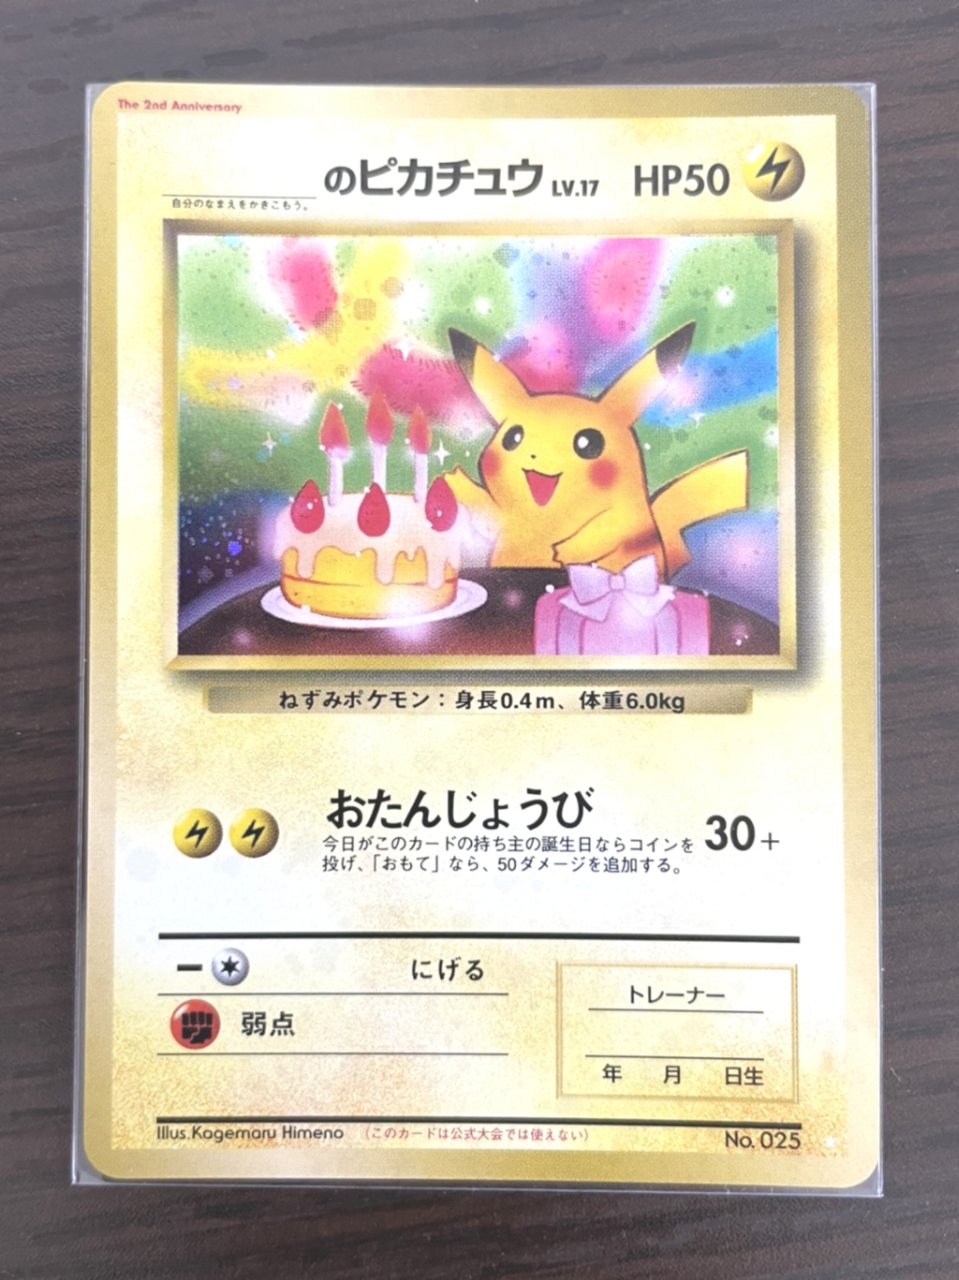 The 2nd Anniversary
のピカチュウ LV.17 HP50
自分のなまえをかきこもう。
ねずみポケモン：身長0.4m、体重6.0kg
おたんじょうび 30+
今日がこのカードの持ち主の誕生日ならコインを
投げ、「おもて」なら、50ダメージを追加する。
にげる
弱点
トレーナー
年 月 日生
Illus.Kagemaru Himeno （このカードは公式大会では使えない） No. 025